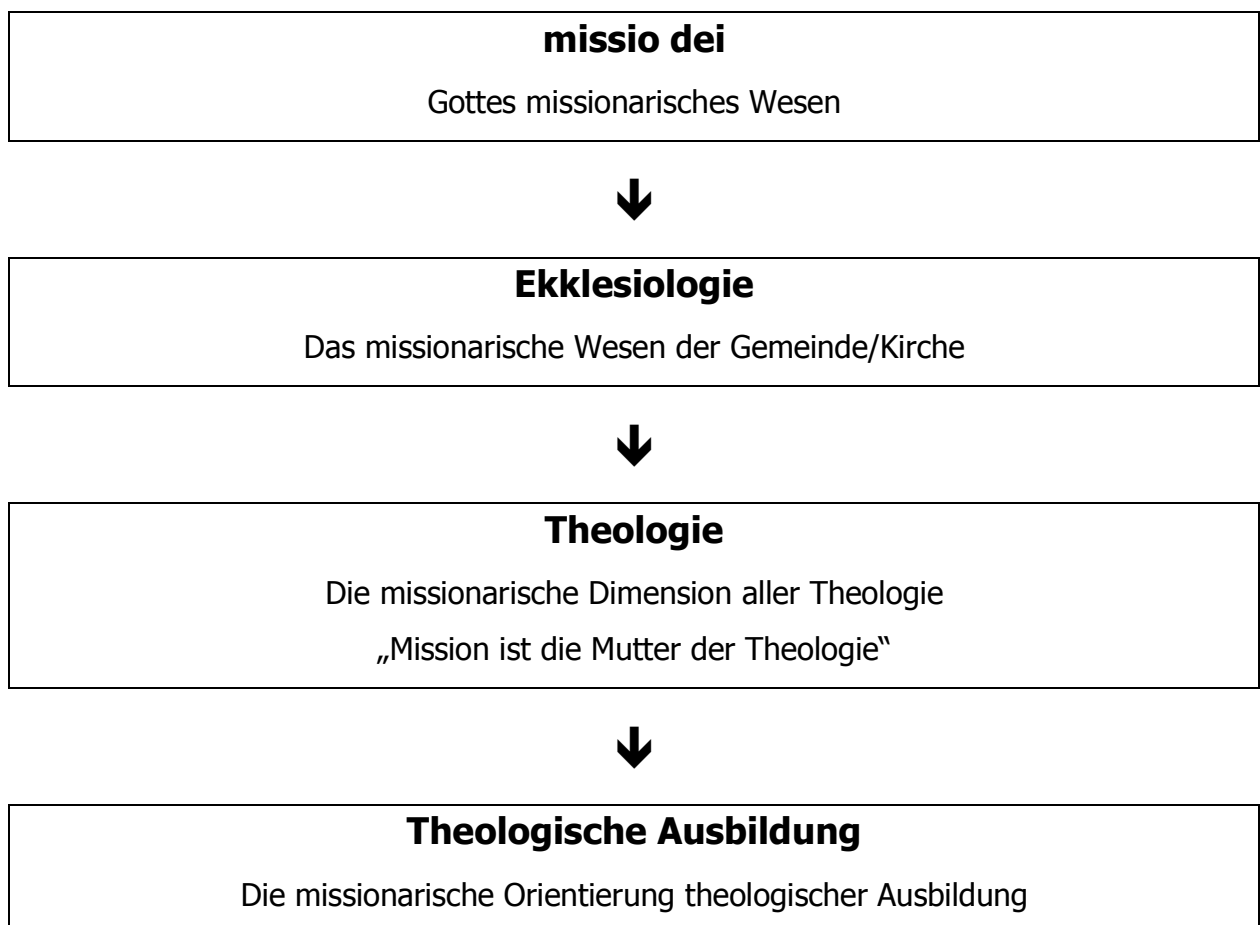 missio dei
Gottes missionarisches Wesen
Ekklesiologie
Das missionarische Wesen der Gemeinde/Kirche
Theologie
Die missionarische Dimension aller Theologie
„Mission ist die Mutter der Theologie“
Theologische Ausbildung
Die missionarische Orientierung theologischer Ausbildung